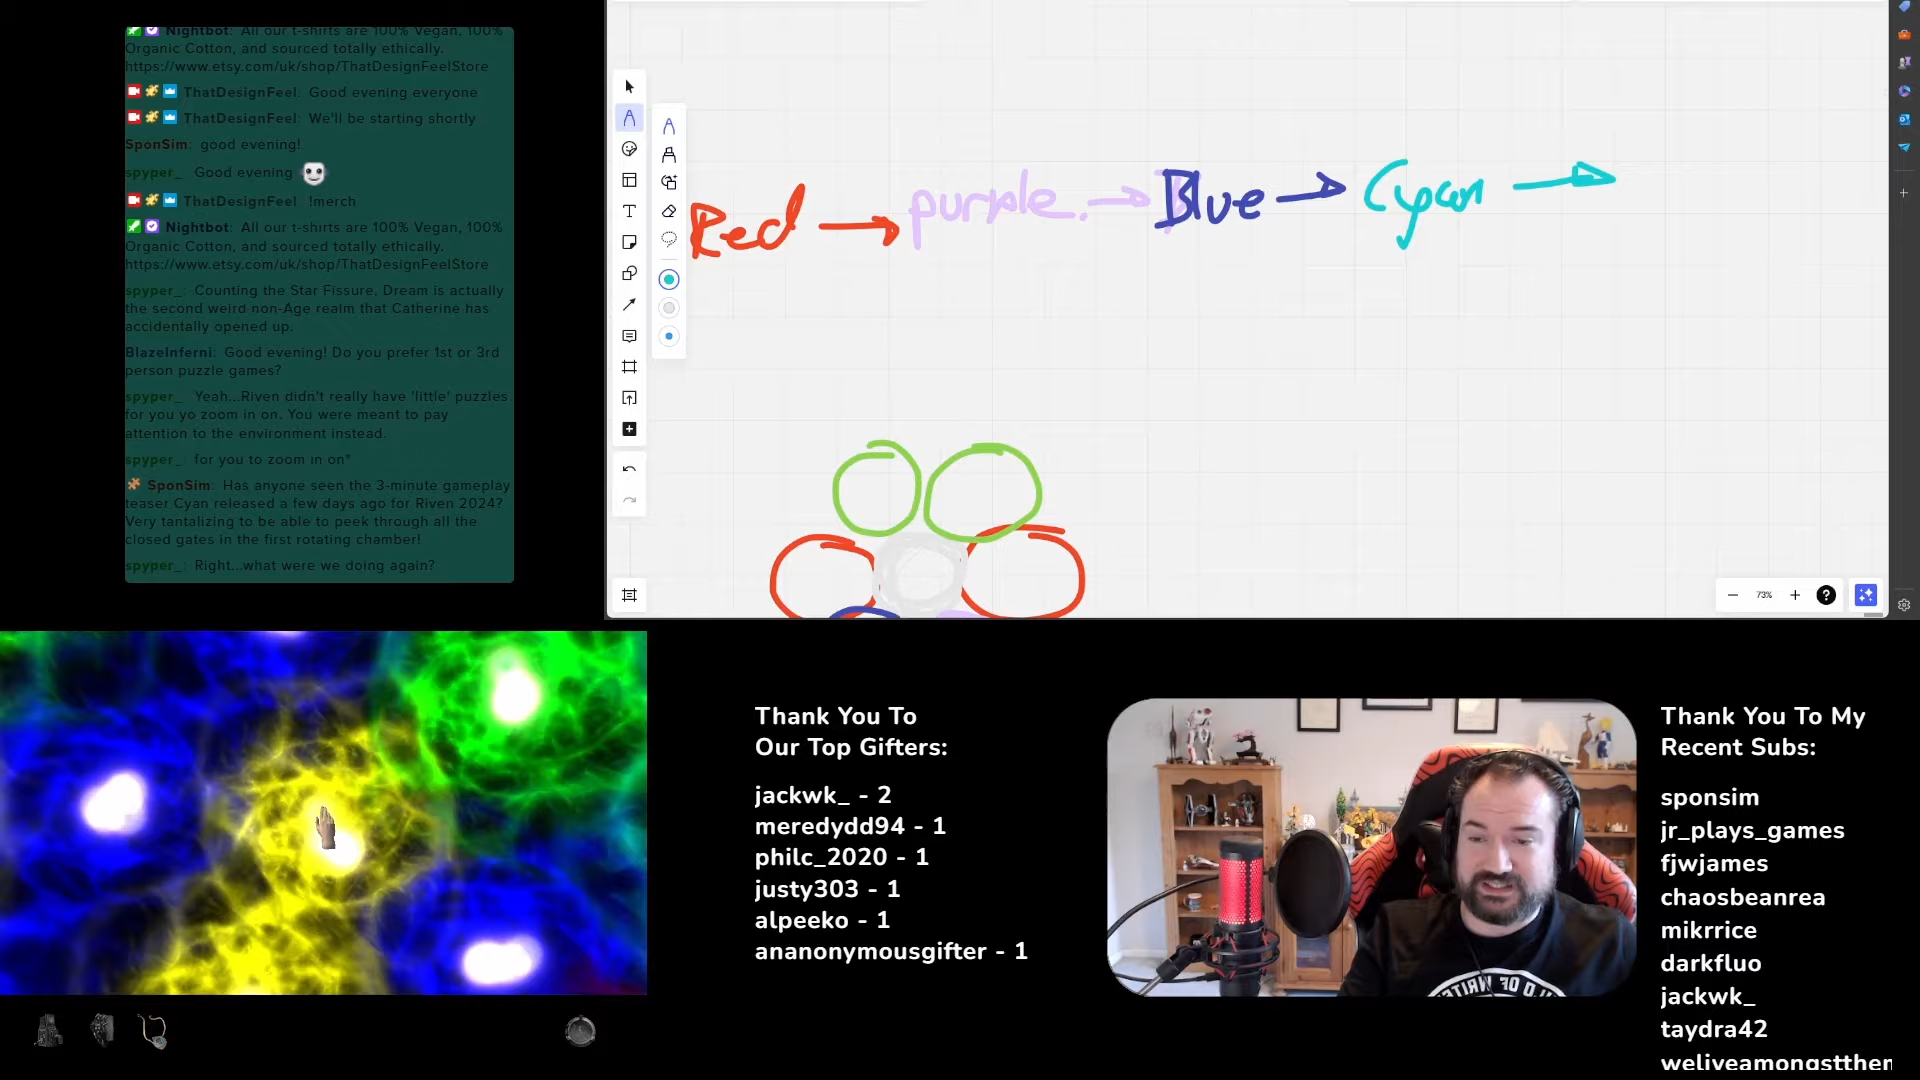 Nightbot: All our t-shirts are 100% Vegan, 100%
Organic Cotton, and sourced totally ethically.
https://www.etsy.com/uk/shop/ThatDesignFeelStore
ThatDesignFeel: Good evening everyone
ThatDesignFeel: We'll be starting shortly
SponSim: good evening!
spyper_: Good evening
ThatDesignFeel: !merch
Nightbot: All our t-shirts are 100% Vegan, 100%
Organic Cotton, and sourced totally ethically.
https://www.etsy.com/uk/shop/ThatDesignFeelStore
spyper_: Counting the Star Fissure, Dream is actually
the second weird non-Age realm that Catherine has
accidentally opened up.
BlazeInferni: Good evening! Do you prefer 1st or 3rd
person puzzle games?
spyper_: Yeah...Riven didn't really have 'little' puzzles
for you yo zoom in on. You were meant to pay
attention to the environment instead.
spyper_: for you to zoom in on*
SponSim: Has anyone seen the 3-minute gameplay
teaser Cyan released a few days ago for Riven 2024?
Very tantalizing to be able to peek through all the
closed gates in the first rotating chamber!
spyper_: Right...what were we doing again?
Red → purple. → Blue → Cyan →
73%
Thank You To
Our Top Gifters:
jackwk_ - 2
meredydd94 - 1
philc_2020 - 1
justy303 - 1
alpeeko - 1
ananonymousgifter - 1
Thank You To My
Recent Subs:
sponsim
jr_plays_games
fjwjames
chaosbeanrea
mikrrice
darkfluo
jackwk_
taydra42